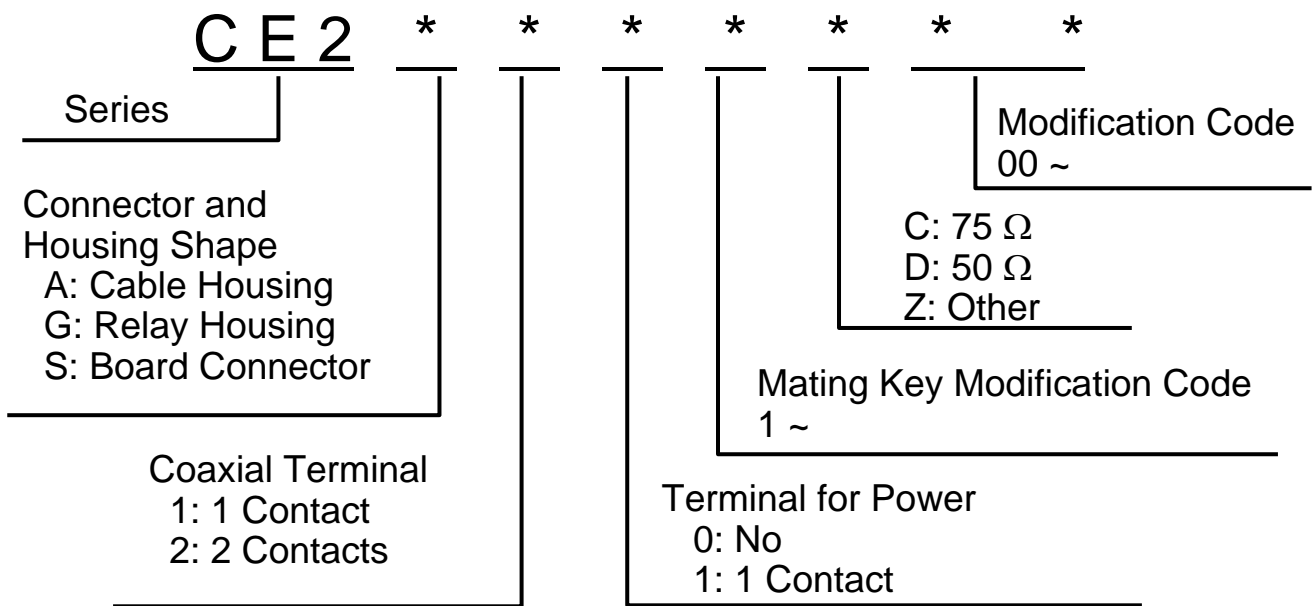 CE2 * * * * * * *
Series
Modification Code
00 ~
Connector and
Housing Shape
A: Cable Housing
G: Relay Housing
S: Board Connector
C: 75 Ω
D: 50 Ω
Z: Other
Mating Key Modification Code
1 ~
Coaxial Terminal
1: 1 Contact
2: 2 Contacts
Terminal for Power
0: No
1: 1 Contact